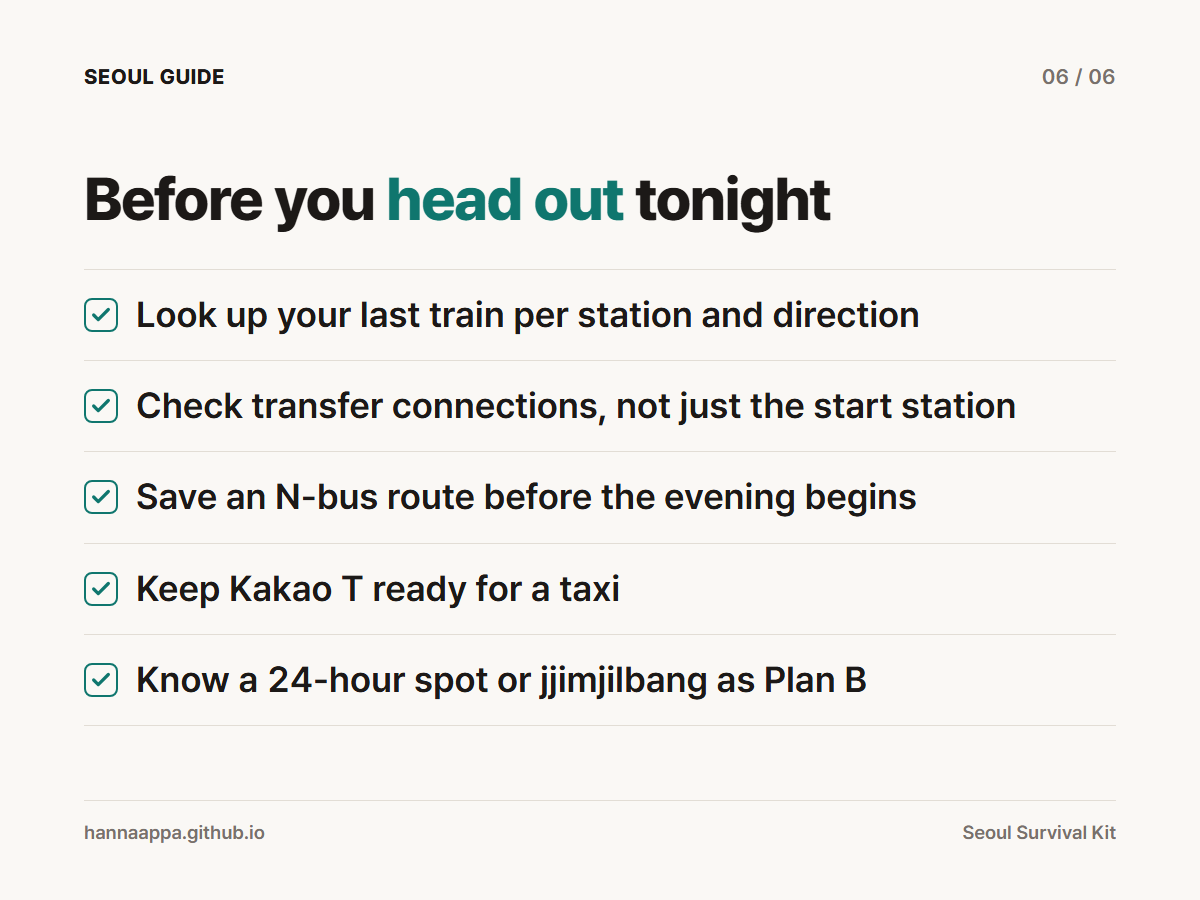 SEOUL GUIDE
06 / 06
Before you head out tonight
Look up your last train per station and direction
Check transfer connections, not just the start station
Save an N-bus route before the evening begins
Keep Kakao T ready for a taxi
Know a 24-hour spot or jjimjilbang as Plan B
hannaappa.github.io
Seoul Survival Kit